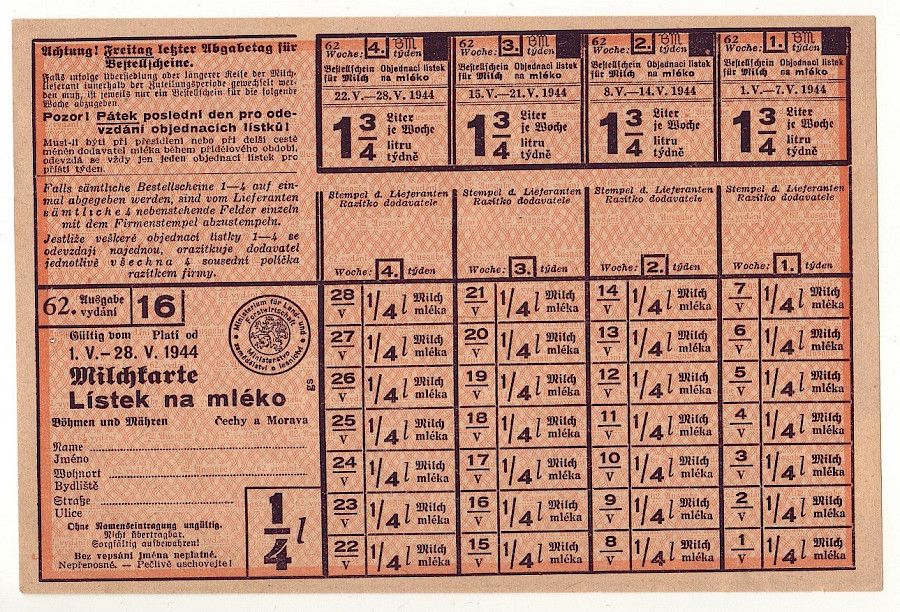 Achtung! Freitag letzter Abgabetag für
Bestellscheine.
Falls infolge Übersiedlung oder längerer Reise der Milch-
lieferant innerhalb der Zuteilungsperiode gewechselt wer-
den muß, ist jeweils nur ein Bestellschein für die folgende
Woche abzugeben.
Pozor! Pátek poslední den pro ode-
vzdání objednacích lístků!
Musí-li býti při přesídlení nebo při delší cestě
měněn dodavatel mléka během přídělového období,
odevzdá se vždy jen jeden objednací lístek pro
příští týden.
Falls sämtliche Bestellscheine 1—4 auf ein-
mal abgegeben werden, sind vom Lieferanten
sämtliche 4 nebenstehende Felder einzeln
mit dem Firmenstempel abzustempeln.
Jestliže veškeré objednací lístky 1—4 se
odevzdají najednou, orazítkuje dodavatel
jednotlivě všechna 4 sousední políčka
razítkem firmy.
62 Woche: 4. BM týden
Bestellschein Objednací lístek
für Milch na mléko
22. V.—28. V. 1944
1 3/4 Liter
je Woche
litru
týdně
62 Woche: 3. BM týden
Bestellschein Objednací lístek
für Milch na mléko
15. V.—21. V. 1944
1 3/4 Liter
je Woche
litru
týdně
62 Woche: 2. BM týden
Bestellschein Objednací lístek
für Milch na mléko
8. V.—14. V. 1944
1 3/4 Liter
je Woche
litru
týdně
62 Woche: 1. BM týden
Bestellschein Objednací lístek
für Milch na mléko
1. V.—7. V. 1944
1 3/4 Liter
je Woche
litru
týdně
Stempel d. Lieferanten
Razítko dodavatele
Woche: 4. týden
Stempel d. Lieferanten
Razítko dodavatele
Woche: 3. týden
Stempel d. Lieferanten
Razítko dodavatele
Woche: 2. týden
Stempel d. Lieferanten
Razítko dodavatele
Woche: 1. týden
62. Ausgabe
vydání
16
Gültig vom Platí od
1. V.—28. V. 1944
Milchkarte
Lístek na mléko
Böhmen und Mähren Čechy a Morava
Ministerium für Land- und
Forstwirtschaft
Ministerstvo
zemědělství a lesnictví
gs
Name
Jméno
Wohnort
Bydliště
Straße
Ulice
Ohne Namenseintragung ungültig.
Nicht übertragbar.
Sorgfältig aufbewahren!
Bez vepsání jména neplatné.
Nepřenosné. — Pečlivě uschovejte!
1/4 l
28/V 1/4 l Milch mléka 21/V 1/4 l Milch mléka 14/V 1/4 l Milch mléka 7/V 1/4 l Milch mléka
27/V 1/4 l Milch mléka 20/V 1/4 l Milch mléka 13/V 1/4 l Milch mléka 6/V 1/4 l Milch mléka
26/V 1/4 l Milch mléka 19/V 1/4 l Milch mléka 12/V 1/4 l Milch mléka 5/V 1/4 l Milch mléka
25/V 1/4 l Milch mléka 18/V 1/4 l Milch mléka 11/V 1/4 l Milch mléka 4/V 1/4 l Milch mléka
24/V 1/4 l Milch mléka 17/V 1/4 l Milch mléka 10/V 1/4 l Milch mléka 3/V 1/4 l Milch mléka
23/V 1/4 l Milch mléka 16/V 1/4 l Milch mléka 9/V 1/4 l Milch mléka 2/V 1/4 l Milch mléka
22/V 1/4 l Milch mléka 15/V 1/4 l Milch mléka 8/V 1/4 l Milch mléka 1/V 1/4 l Milch mléka